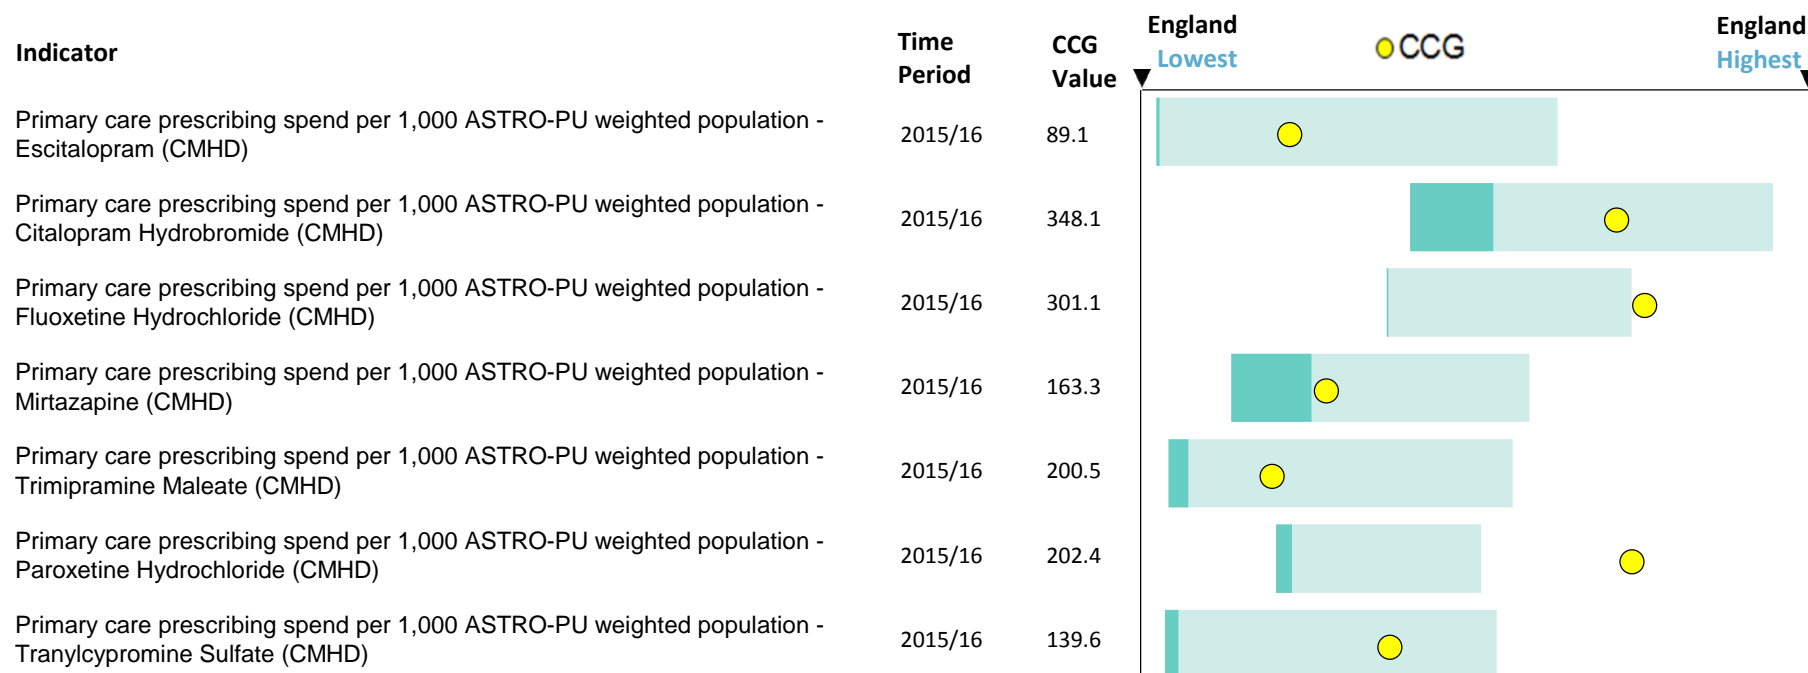 Indicator
Time Period
CCG Value
England Lowest
CCG
England Highest
Primary care prescribing spend per 1,000 ASTRO-PU weighted population -
Escitalopram (CMHD)
2015/16
89.1
Primary care prescribing spend per 1,000 ASTRO-PU weighted population -
Citalopram Hydrobromide (CMHD)
2015/16
348.1
Primary care prescribing spend per 1,000 ASTRO-PU weighted population -
Fluoxetine Hydrochloride (CMHD)
2015/16
301.1
Primary care prescribing spend per 1,000 ASTRO-PU weighted population -
Mirtazapine (CMHD)
2015/16
163.3
Primary care prescribing spend per 1,000 ASTRO-PU weighted population -
Trimipramine Maleate (CMHD)
2015/16
200.5
Primary care prescribing spend per 1,000 ASTRO-PU weighted population -
Paroxetine Hydrochloride (CMHD)
2015/16
202.4
Primary care prescribing spend per 1,000 ASTRO-PU weighted population -
Tranylcypromine Sulfate (CMHD)
2015/16
139.6